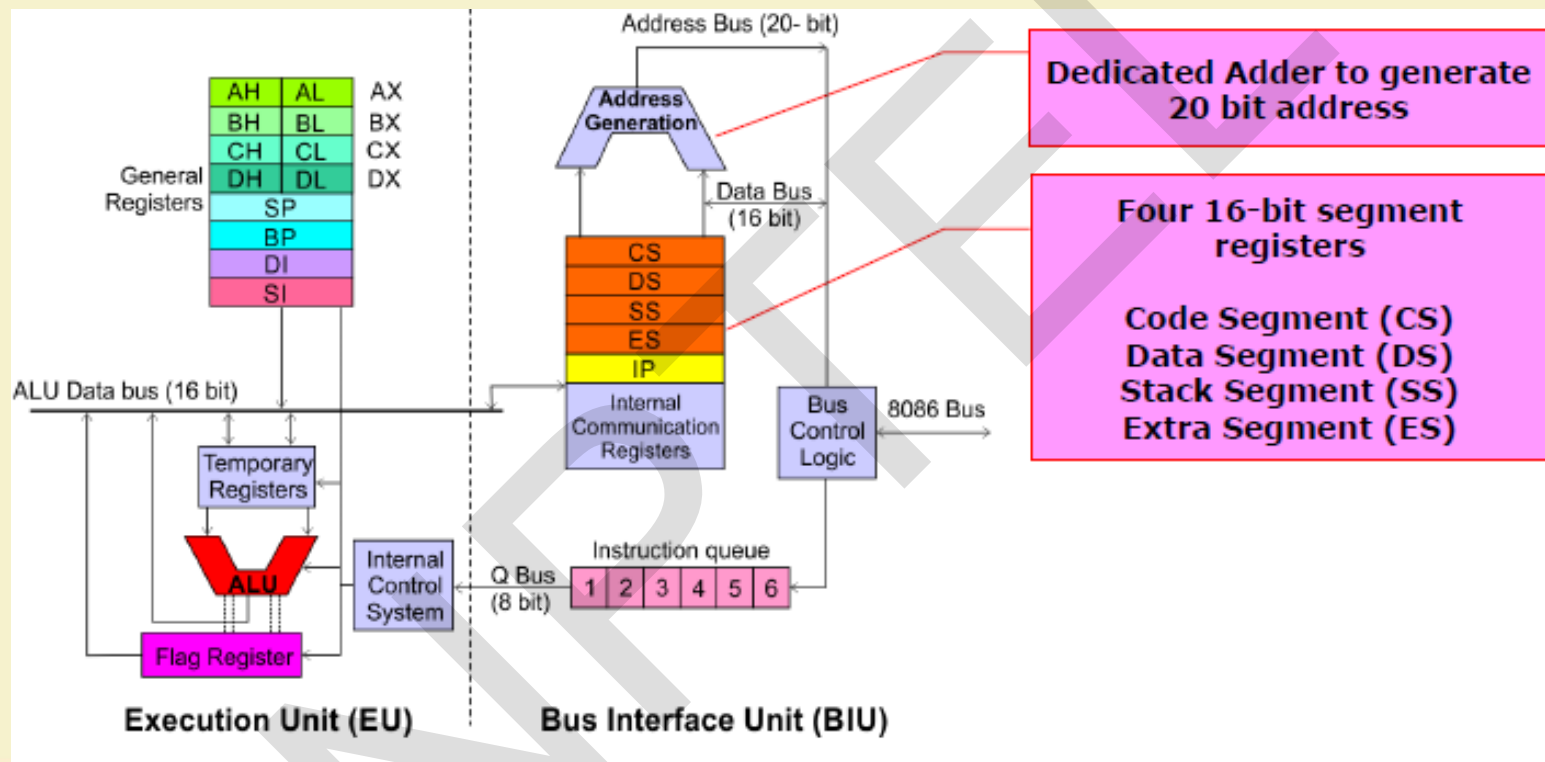 Address Bus (20- bit)
AH AL AX
BH BL BX
CH CL CX
DH DL DX
General
Registers
SP
BP
DI
SI
ALU Data bus (16 bit)
Temporary
Registers
ALU
Internal
Control
System
Flag Register
Execution Unit (EU)
Address
Generation
Data Bus
(16 bit)
CS
DS
SS
ES
IP
Internal
Communication
Registers
Bus
Control
Logic
8086 Bus
Instruction queue
Q Bus
(8 bit)
1 2 3 4 5 6
Bus Interface Unit (BIU)
Dedicated Adder to generate
20 bit address
Four 16-bit segment
registers
Code Segment (CS)
Data Segment (DS)
Stack Segment (SS)
Extra Segment (ES)
NPTEL